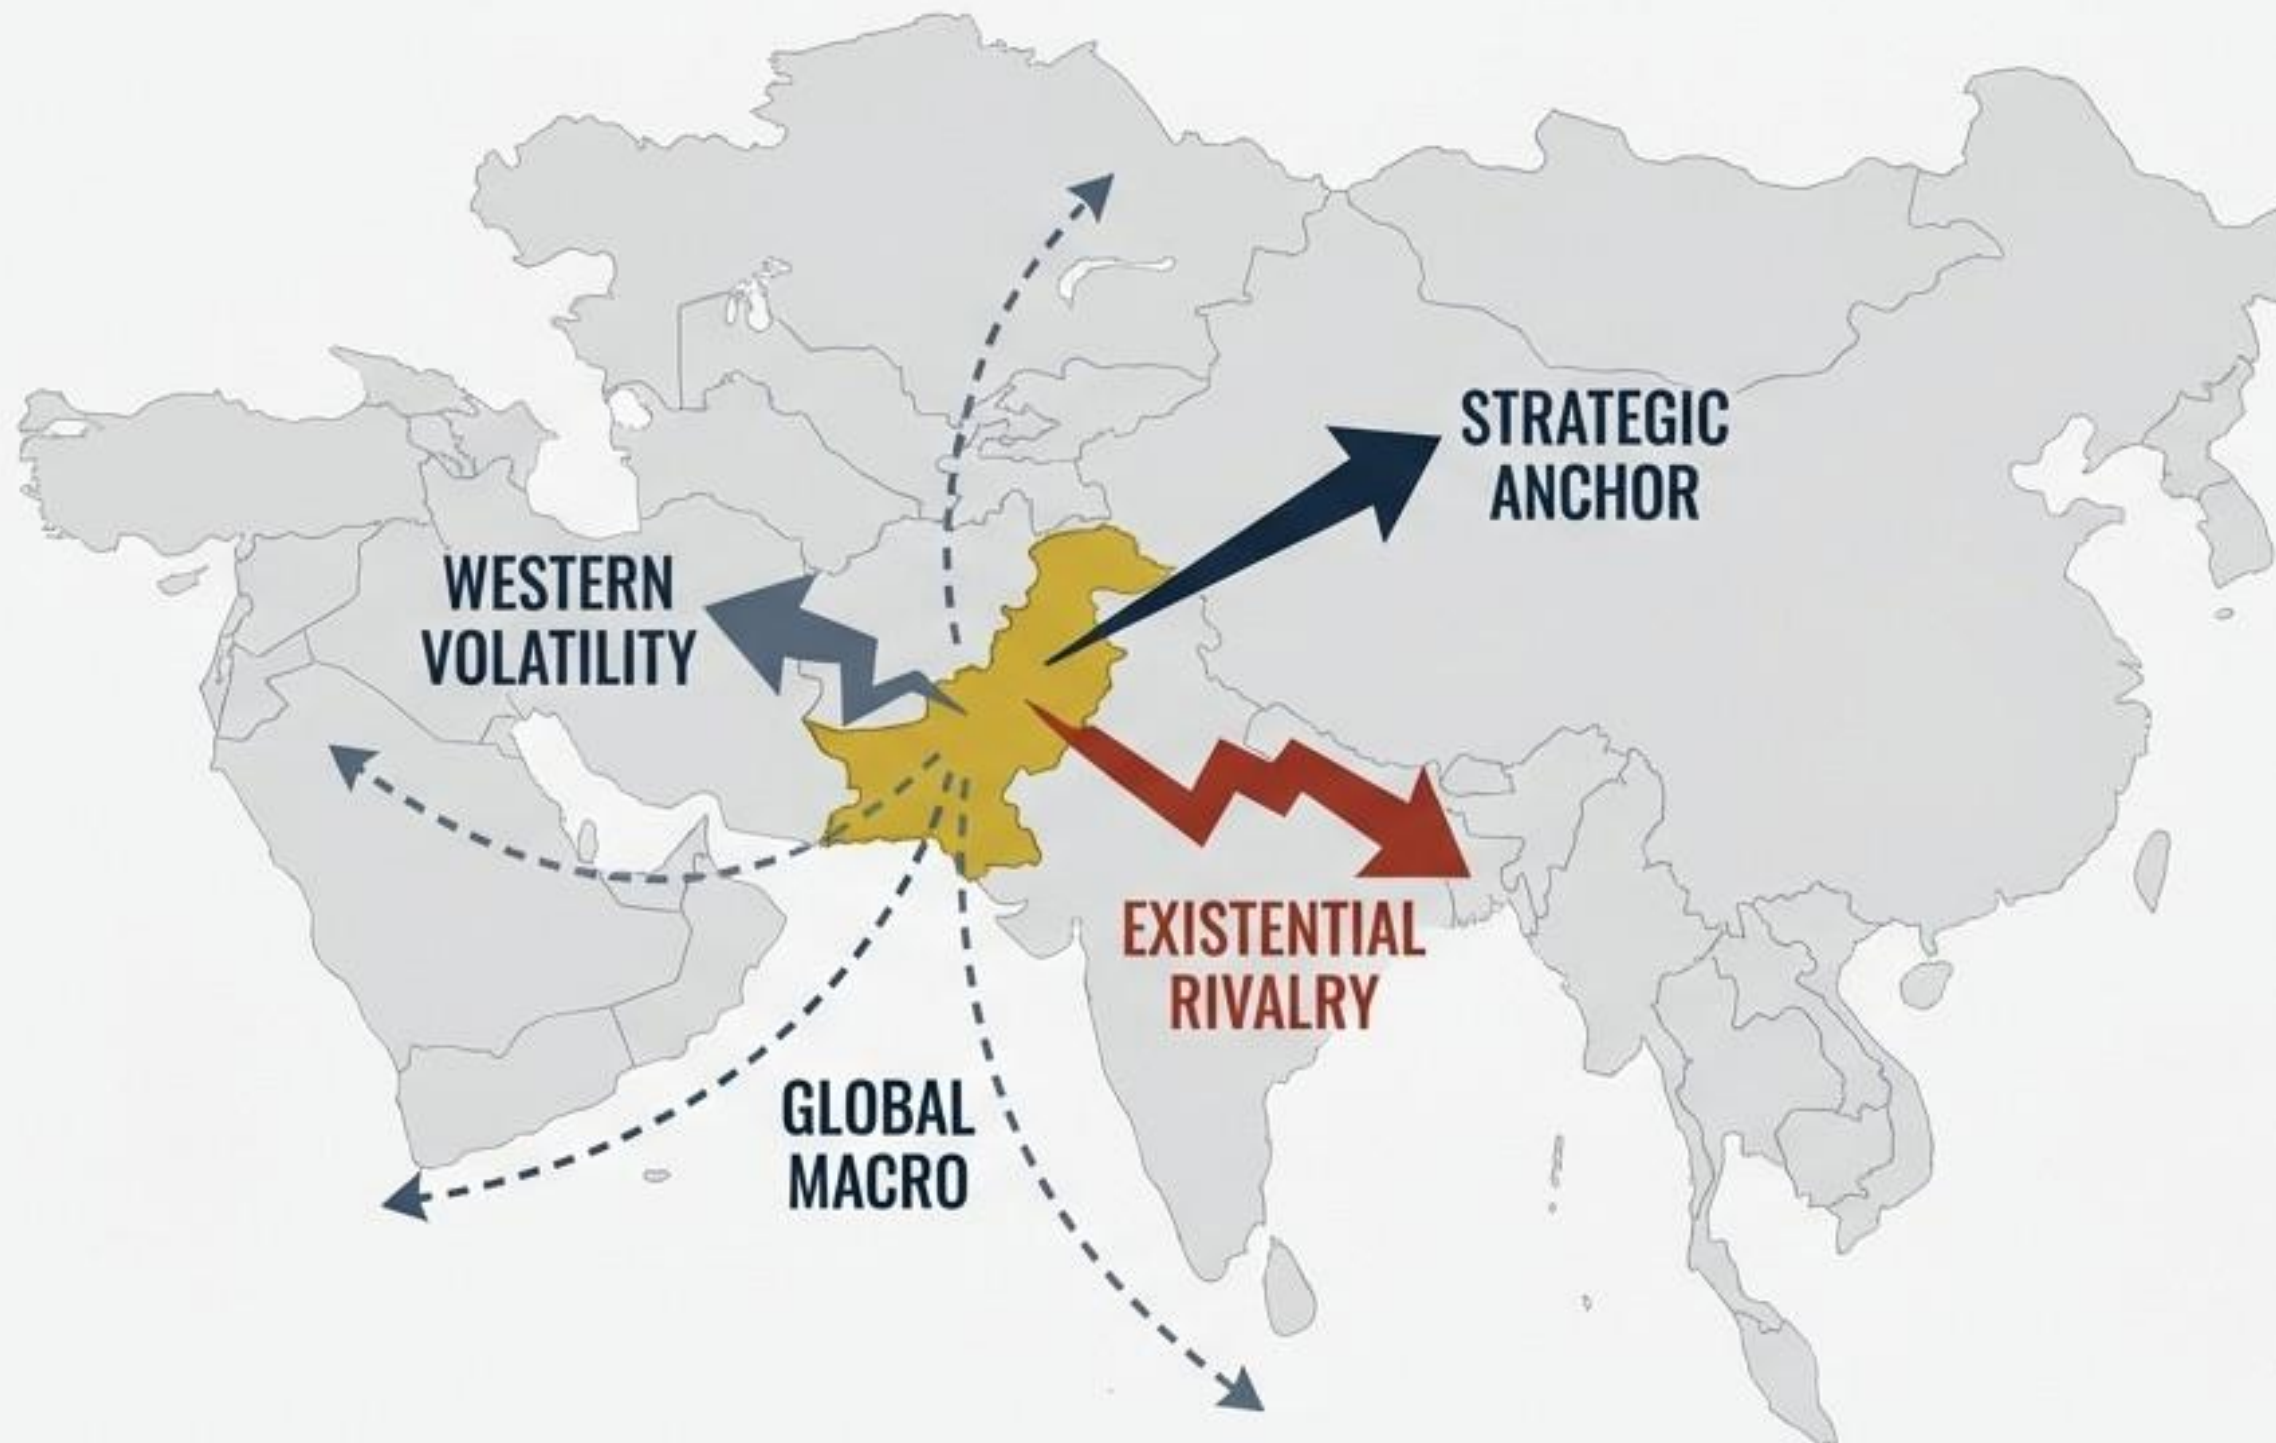 STRATEGIC
ANCHOR
WESTERN
VOLATILITY
EXISTENTIAL
RIVALRY
GLOBAL
MACRO